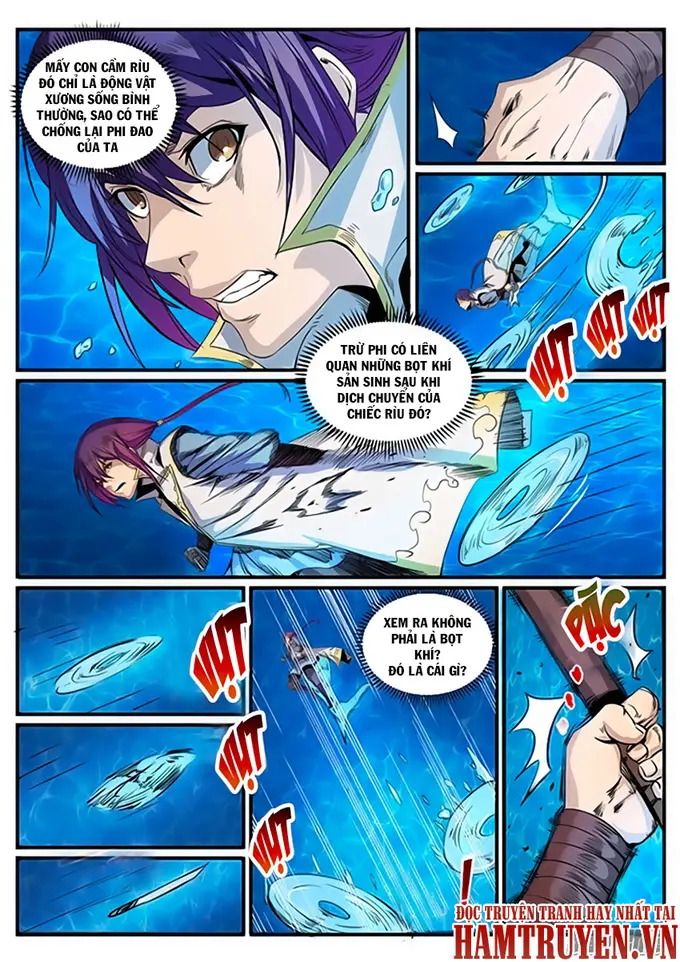 MẤY CON CẦM RÌU
ĐÓ CHỈ LÀ ĐỘNG VẬT
XƯƠNG SỐNG BÌNH
THƯỜNG, SAO CÓ THỂ
CHỐNG LẠI PHI ĐAO
CỦA TA
VỤT
VỤT
VỤT
TRỪ PHI CÓ LIÊN
QUAN NHỮNG BỌT KHÍ
SẢN SINH SAU KHI
DỊCH CHUYỂN CỦA
CHIẾC RÌU ĐÓ?
VỤT
VỤT
VỤT
XEM RA KHÔNG
PHẢI LÀ BỌT
KHÍ?
ĐÓ LÀ CÁI GÌ?
PẶC
!
ĐỌC TRUYỆN TRANH HAY NHẤT TẠI
HAMTRUYEN.VN